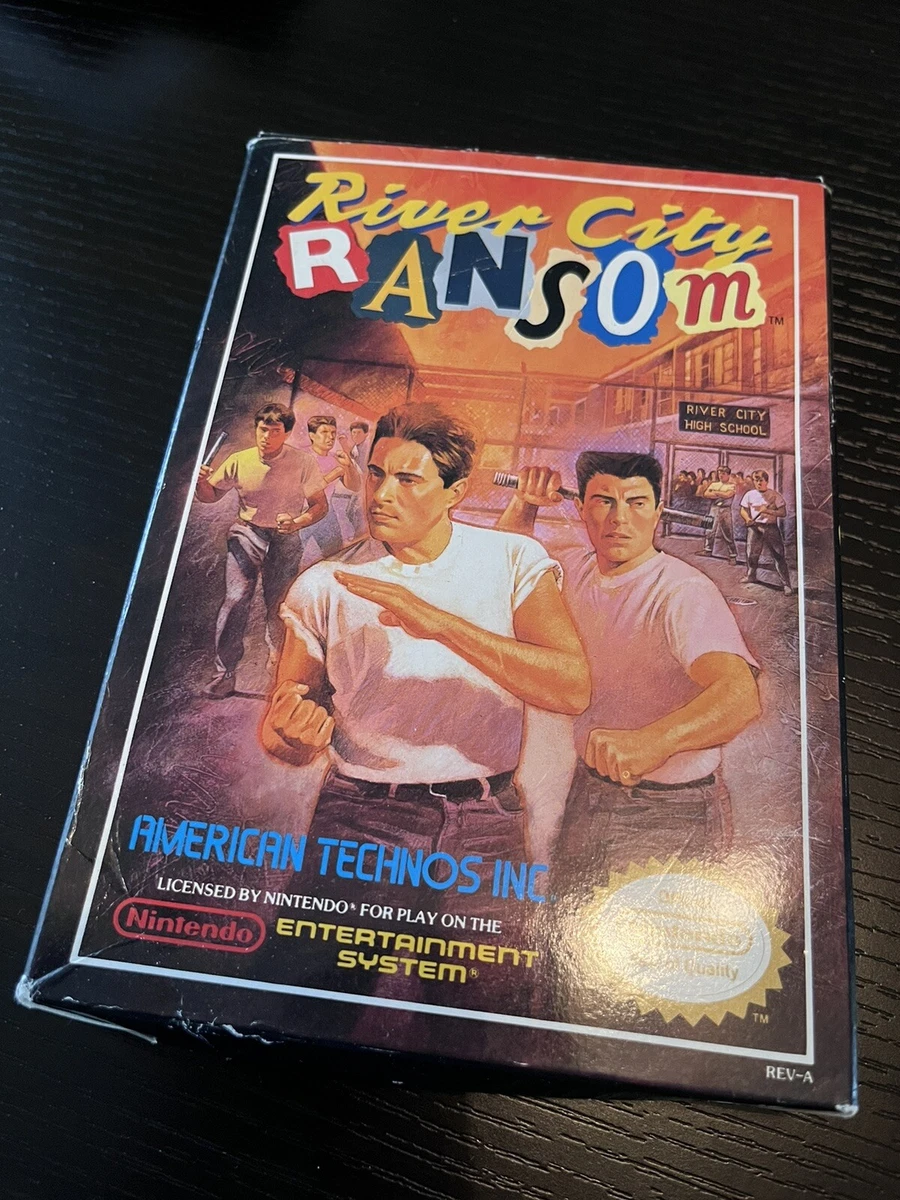 River City
RANSOm
TM
RIVER CITY
HIGH SCHOOL
AMERICAN TECHNOS INC.
LICENSED BY NINTENDO® FOR PLAY ON THE
Nintendo
ENTERTAINMENT
SYSTEM®
Quality
TM
REV-A